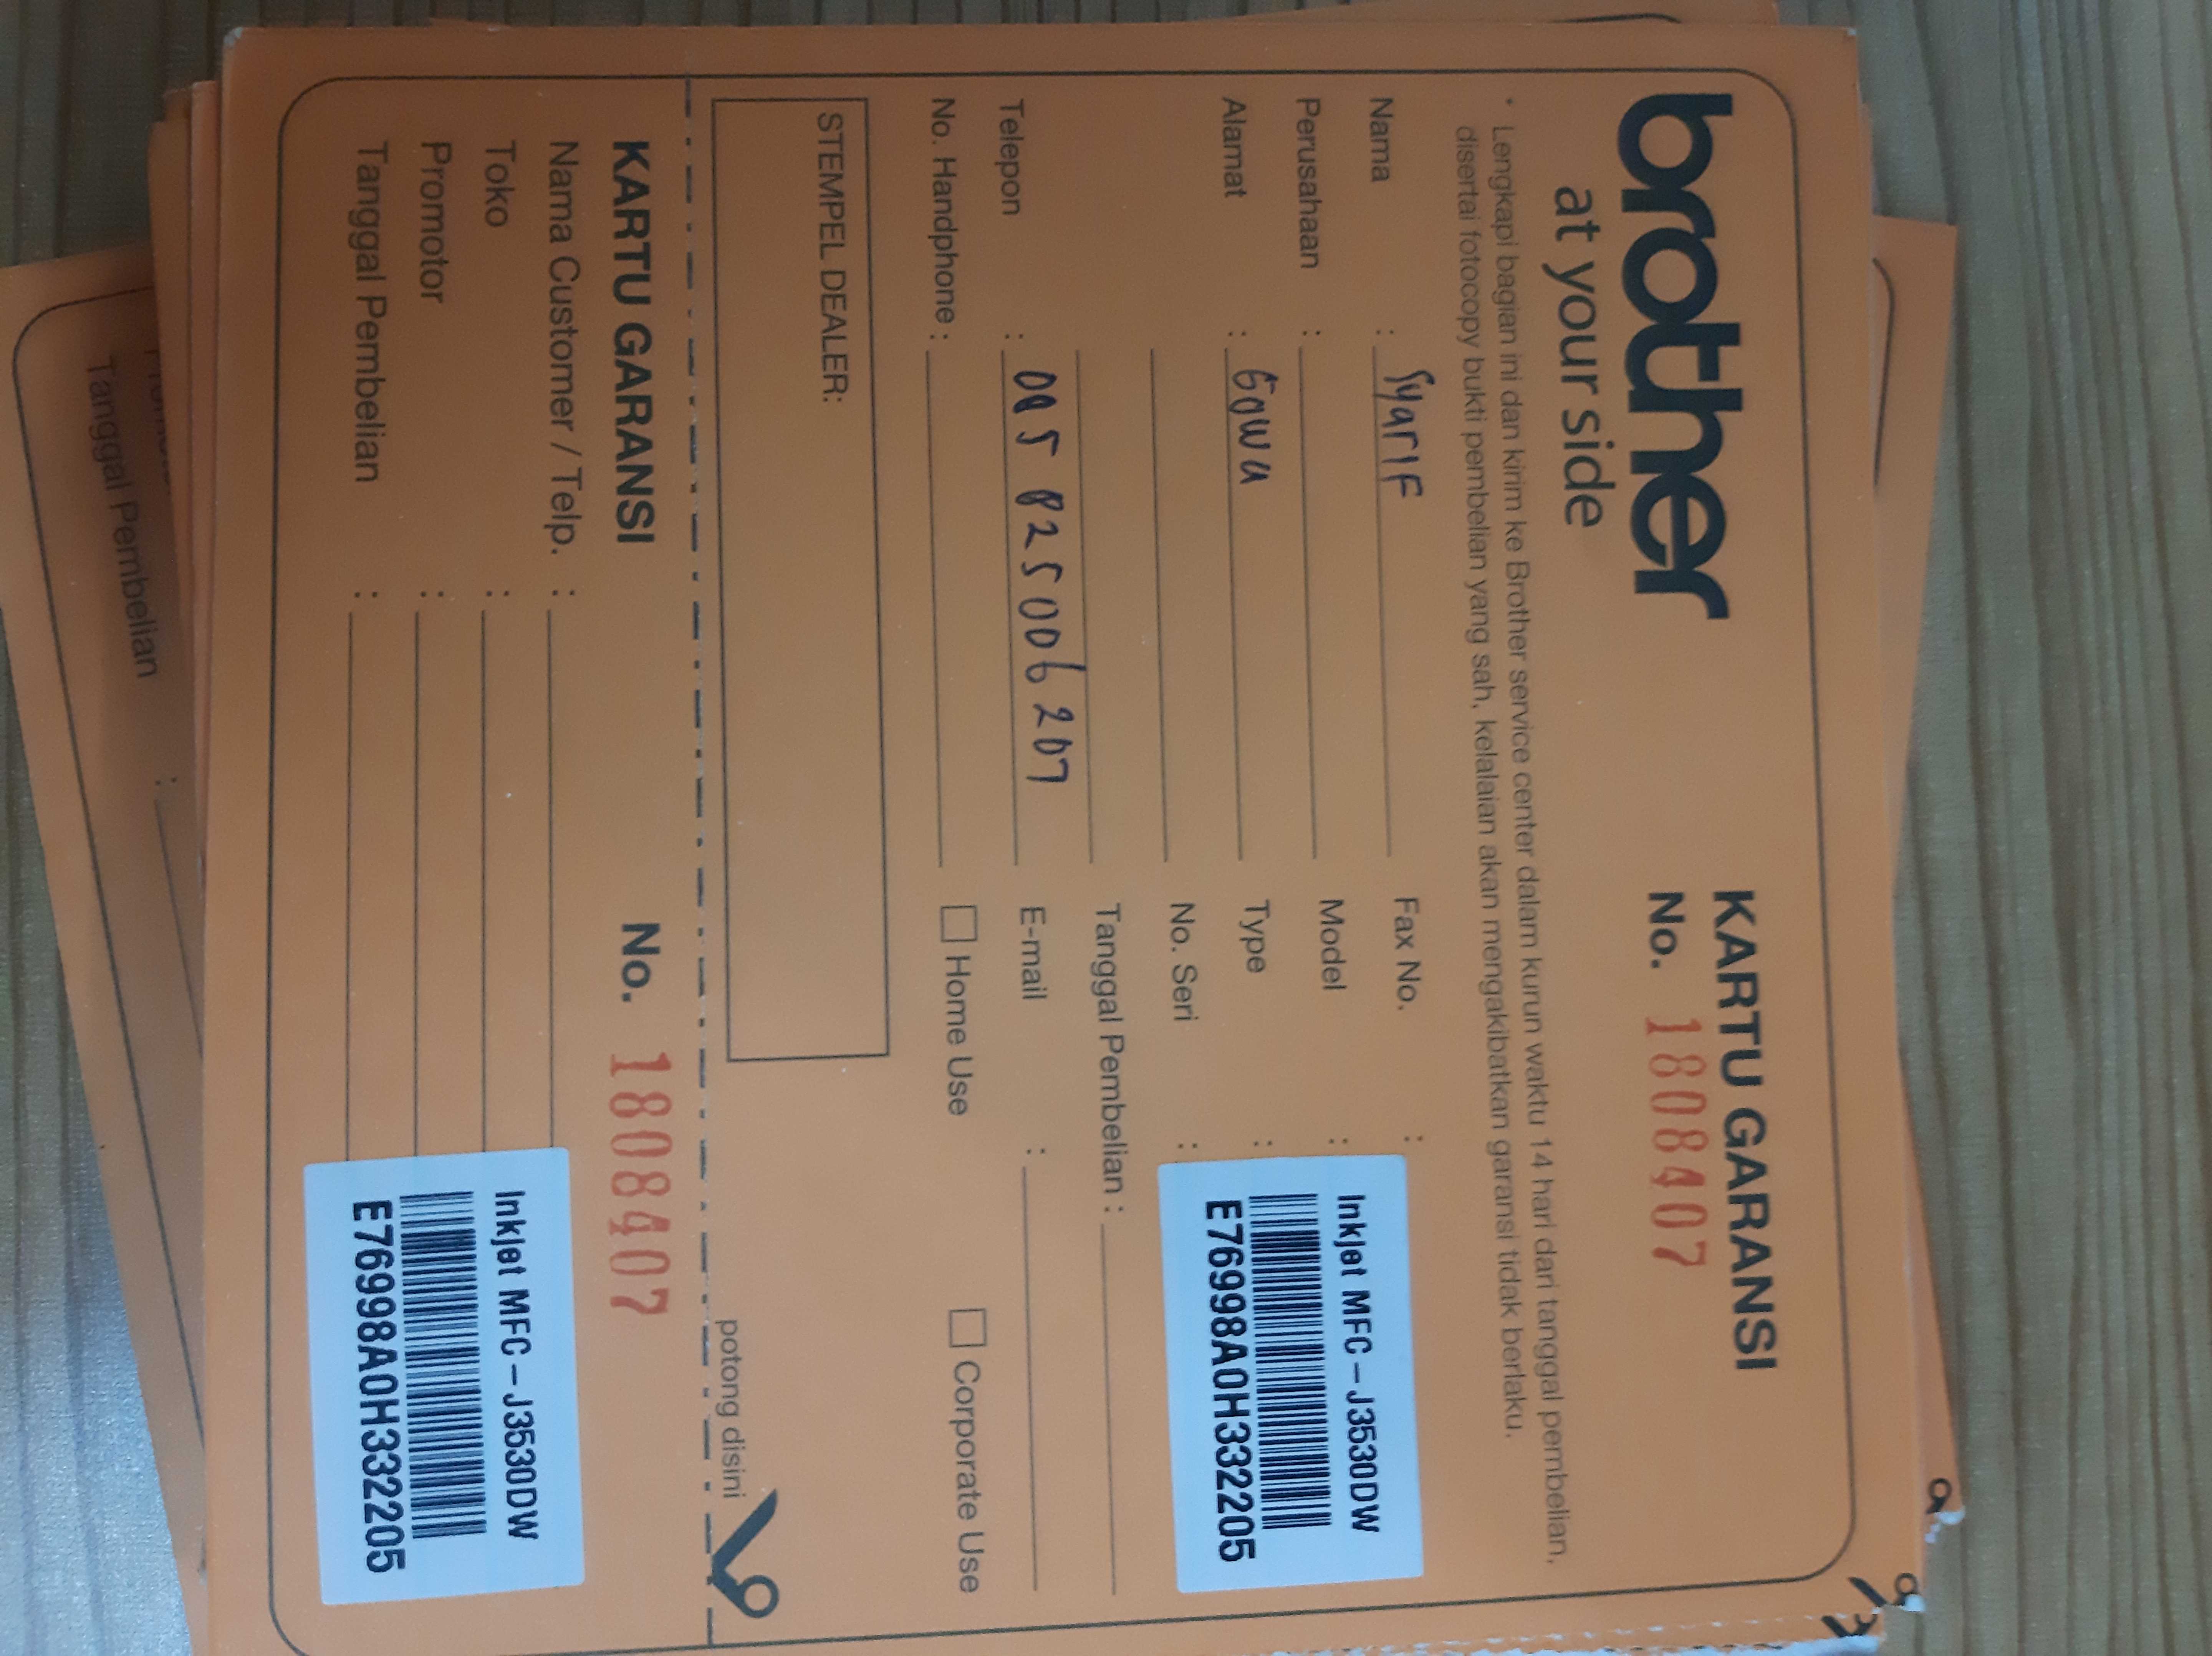 brother
at your side
KARTU GARANSI
No. 1808407
* Lengkapi bagian ini dan kirim ke Brother service center dalam kurun waktu 14 hari dari tanggal pembelian,
disertai fotocopy bukti pembelian yang sah, kelalaian akan mengakibatkan garansi tidak berlaku.
Nama : Syarif
Perusahaan :
Alamat : Gowa
Telepon :
No. Handphone :
Fax No. :
Model :
Type :
No. Seri :
Inkjet MFC-J3530DW
E76998A0H332205
Tanggal Pembelian :
E-mail :
Home Use
Corporate Use
STEMPEL DEALER:
potong disini
KARTU GARANSI
No. 1808407
Nama Customer / Telp. :
Toko :
Promotor :
Tanggal Pembelian :
Inkjet MFC-J3530DW
E76998A0H332205
Tanggal Pembelian :